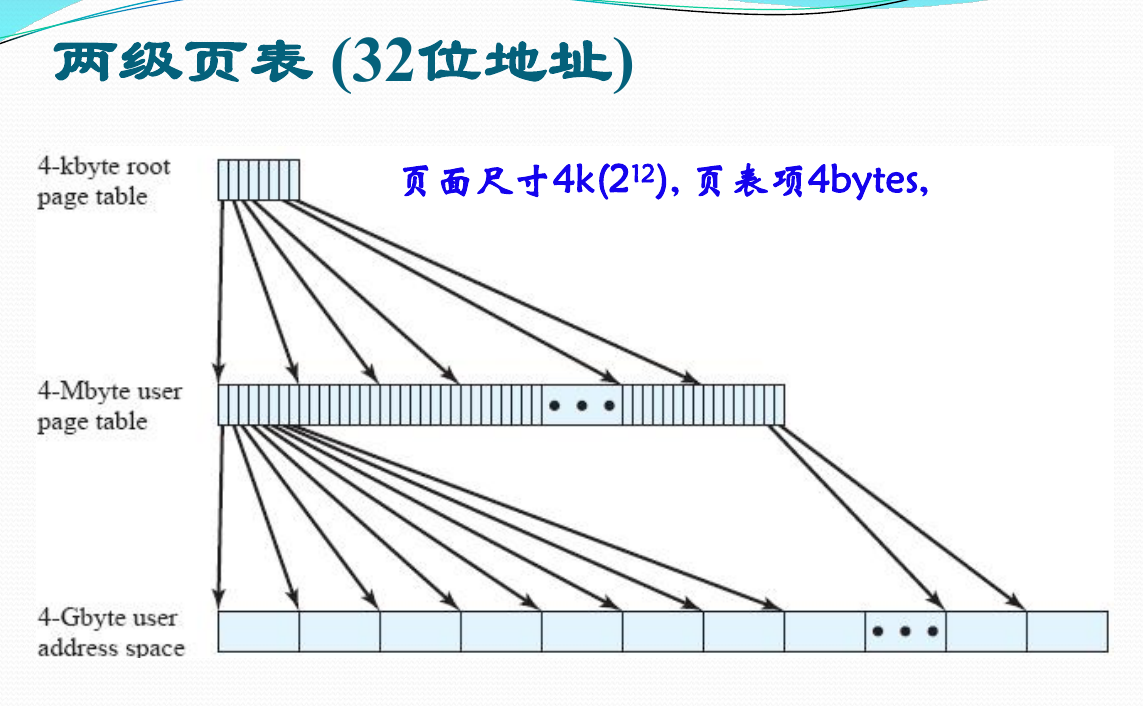 两级页表 (32位地址)
4-kbyte root
page table
页面尺寸4k(2¹²), 页表项4bytes,
4-Mbyte user
page table
4-Gbyte user
address space